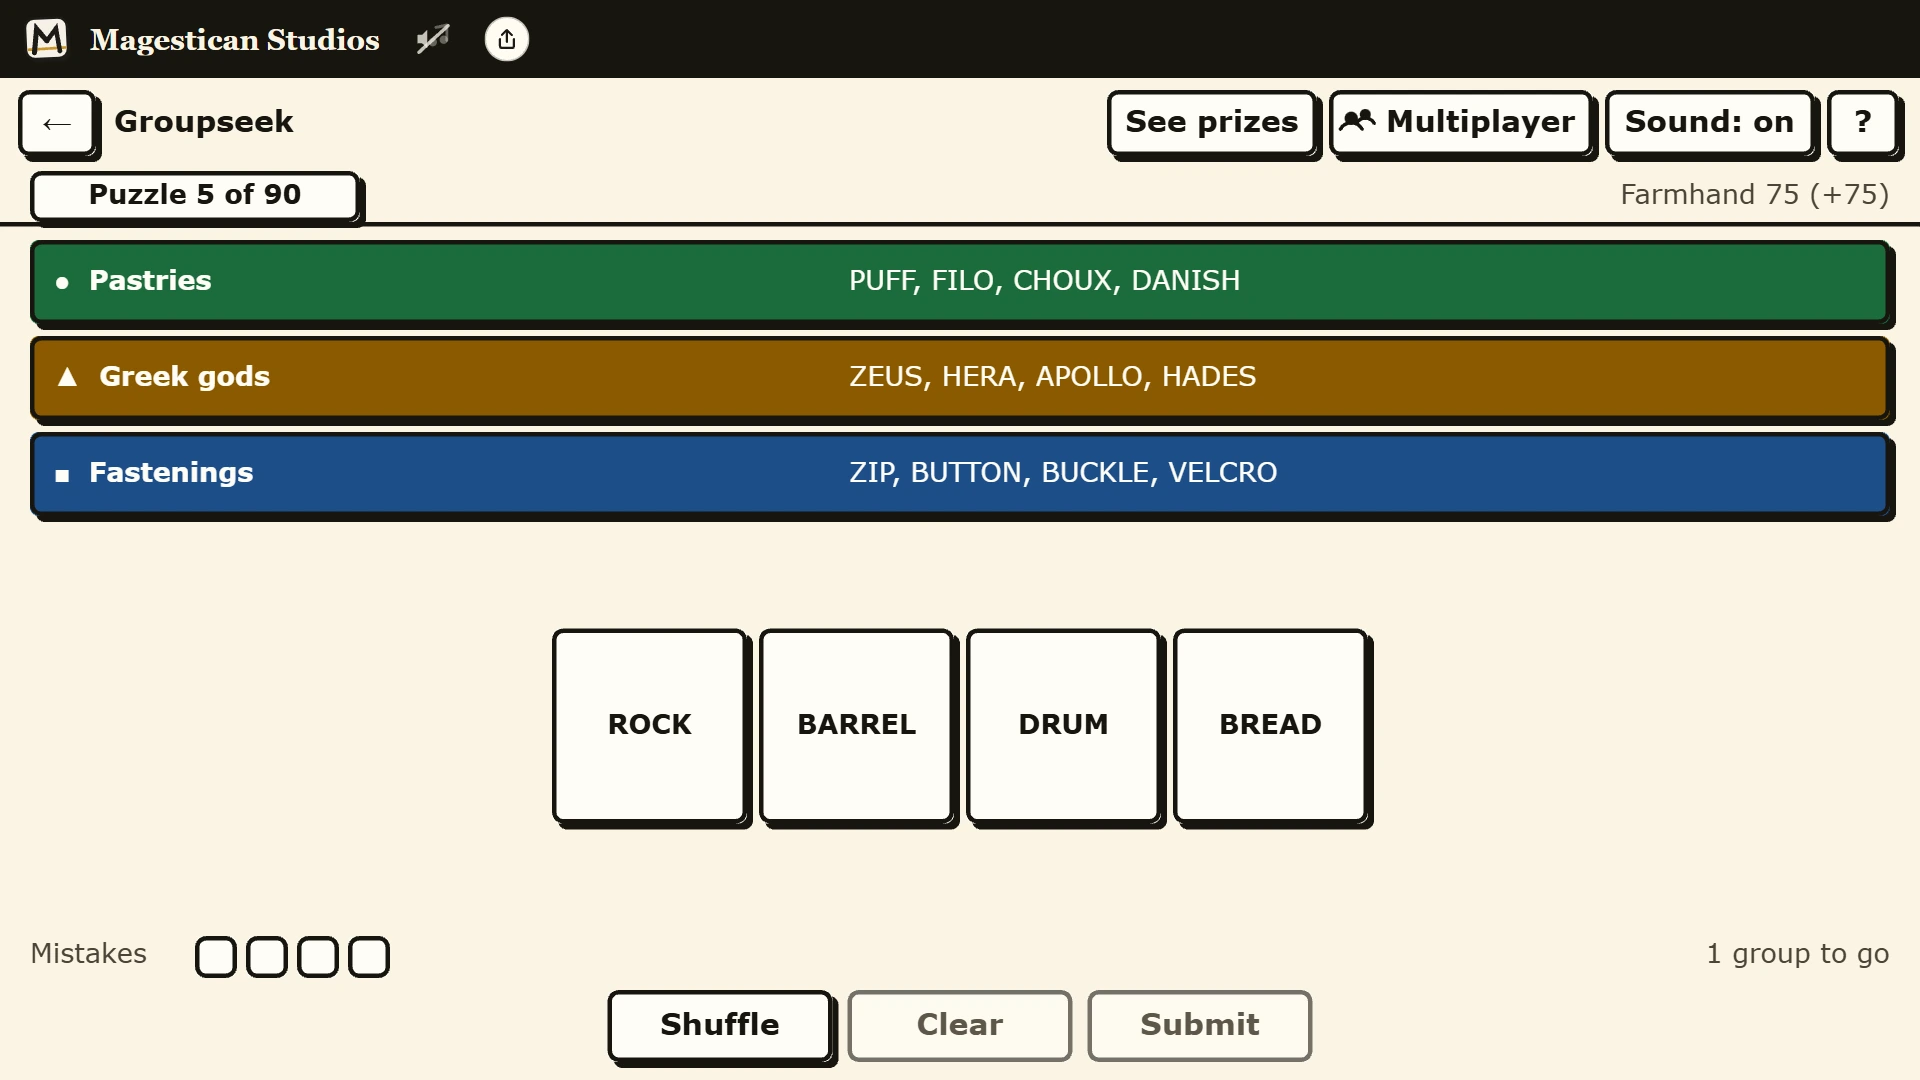 Magestican Studios
← Groupseek
See prizes
Multiplayer
Sound: on
?
Puzzle 5 of 90
Farmhand 75 (+75)
● Pastries PUFF, FILO, CHOUX, DANISH
▲ Greek gods ZEUS, HERA, APOLLO, HADES
■ Fastenings ZIP, BUTTON, BUCKLE, VELCRO
ROCK
BARREL
DRUM
BREAD
Mistakes
1 group to go
Shuffle
Clear
Submit